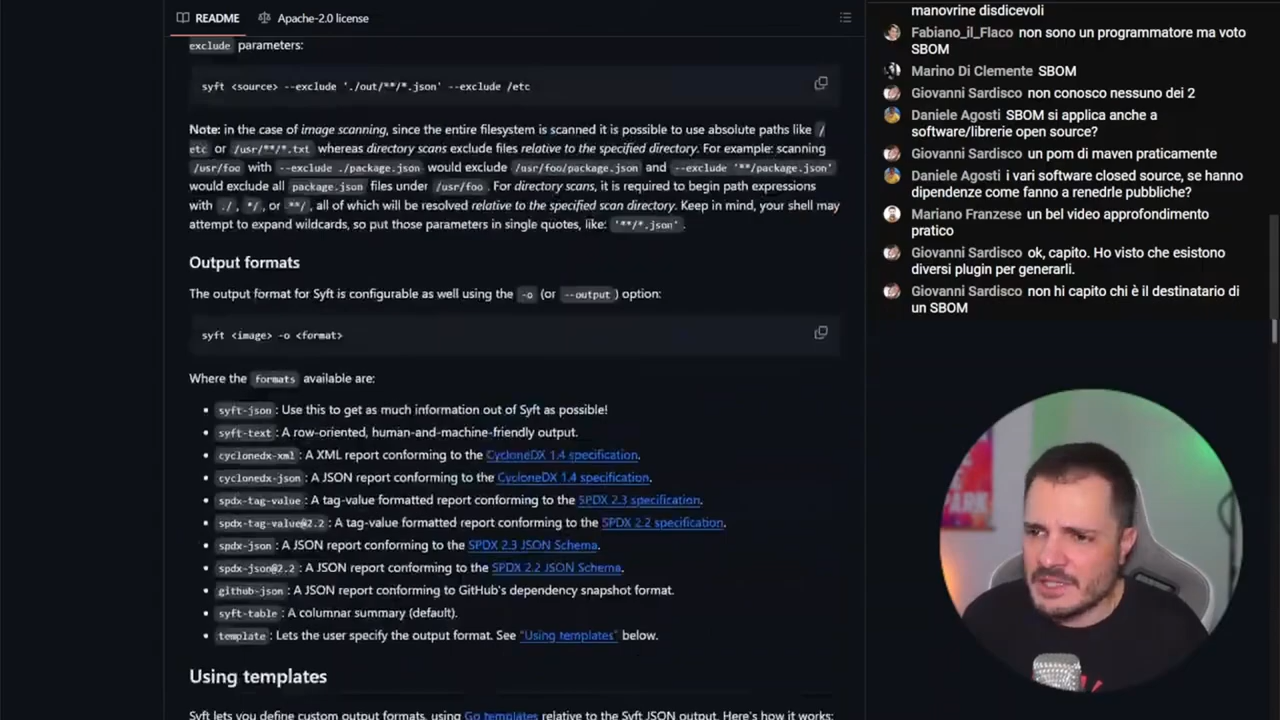 README
Apache-2.0 license
exclude parameters:
syft <source> --exclude './out/**/*.json' --exclude /etc
Note: in the case of image scanning, since the entire filesystem is scanned it is possible to use absolute paths like /
etc or /usr/**/*.txt whereas directory scans exclude files relative to the specified directory. For example: scanning
/usr/foo with --exclude ./package.json would exclude /usr/foo/package.json and --exclude '**/package.json'
would exclude all package.json files under /usr/foo . For directory scans, it is required to begin path expressions
with ./ , */ , or **/ , all of which will be resolved relative to the specified scan directory. Keep in mind, your shell may
attempt to expand wildcards, so put those parameters in single quotes, like: '**/*.json' .
Output formats
The output format for Syft is configurable as well using the -o (or --output ) option:
syft <image> -o <format>
Where the formats available are:
syft-json : Use this to get as much information out of Syft as possible!
syft-text : A row-oriented, human-and-machine-friendly output.
cyclonedx-xml : A XML report conforming to the CycloneDX 1.4 specification.
cyclonedx-json : A JSON report conforming to the CycloneDX 1.4 specification.
spdx-tag-value : A tag-value formatted report conforming to the SPDX 2.3 specification.
spdx-tag-value@2.2 : A tag-value formatted report conforming to the SPDX 2.2 specification.
spdx-json : A JSON report conforming to the SPDX 2.3 JSON Schema.
spdx-json@2.2 : A JSON report conforming to the SPDX 2.2 JSON Schema.
github-json : A JSON report conforming to GitHub's dependency snapshot format.
syft-table : A columnar summary (default).
template : Lets the user specify the output format. See "Using templates" below.
Using templates
Syft lets you define custom output formats, using Go templates relative to the Syft JSON output. Here's how it works:
manovrine disdicevoli
Fabiano_il_Flaco non sono un programmatore ma voto
SBOM
Marino Di Clemente SBOM
Giovanni Sardisco non conosco nessuno dei 2
Daniele Agosti SBOM si applica anche a
software/librerie open source?
Giovanni Sardisco un pom di maven praticamente
Daniele Agosti i vari software closed source, se hanno
dipendenze come fanno a renedrle pubbliche?
Mariano Franzese un bel video approfondimento
pratico
Giovanni Sardisco ok, capito. Ho visto che esistono
diversi plugin per generarli.
Giovanni Sardisco non hi capito chi è il destinatario di
un SBOM